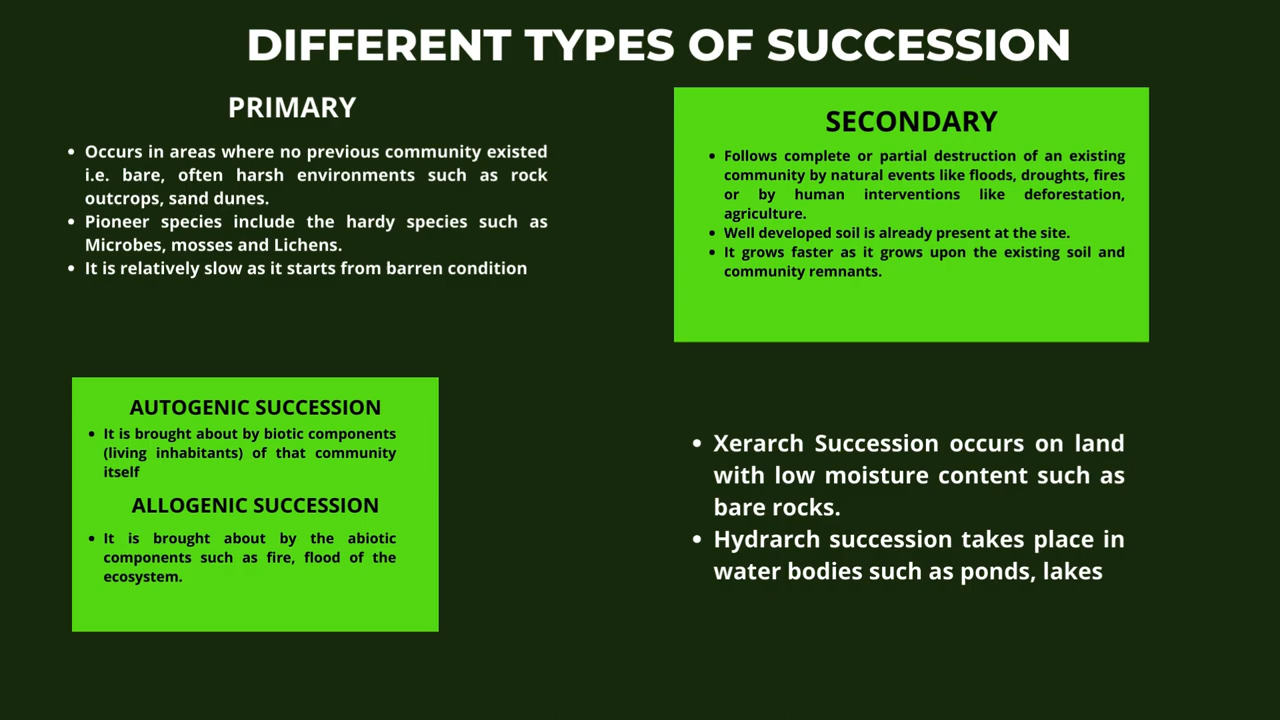 DIFFERENT TYPES OF SUCCESSION
PRIMARY
• Occurs in areas where no previous community existed
i.e. bare, often harsh environments such as rock
outcrops, sand dunes.
• Pioneer species include the hardy species such as
Microbes, mosses and Lichens.
• It is relatively slow as it starts from barren condition
SECONDARY
• Follows complete or partial destruction of an existing
community by natural events like floods, droughts, fires
or by human interventions like deforestation,
agriculture.
• Well developed soil is already present at the site.
• It grows faster as it grows upon the existing soil and
community remnants.
AUTOGENIC SUCCESSION
• It is brought about by biotic components
(living inhabitants) of that community
itself
ALLOGENIC SUCCESSION
• It is brought about by the abiotic
components such as fire, flood of the
ecosystem.
• Xerarch Succession occurs on land
with low moisture content such as
bare rocks.
• Hydrarch succession takes place in
water bodies such as ponds, lakes